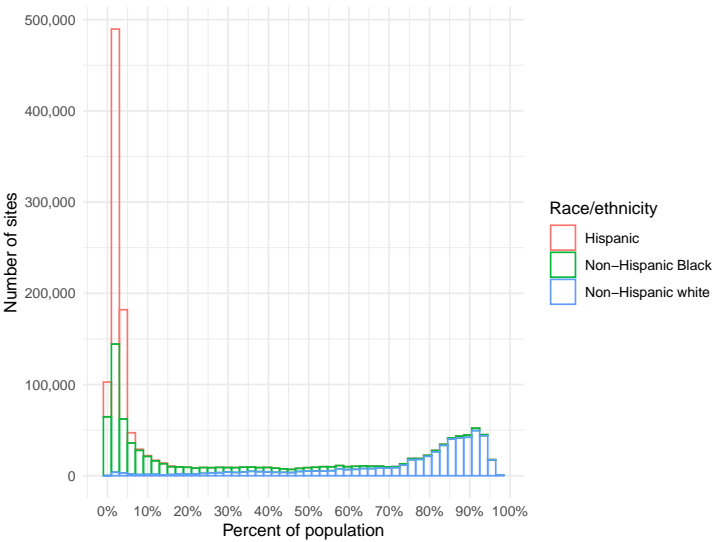 500,000
400,000
300,000
200,000
100,000
0
Number of sites
0% 10% 20% 30% 40% 50% 60% 70% 80% 90% 100%
Percent of population
Race/ethnicity
Hispanic
Non−Hispanic Black
Non−Hispanic white